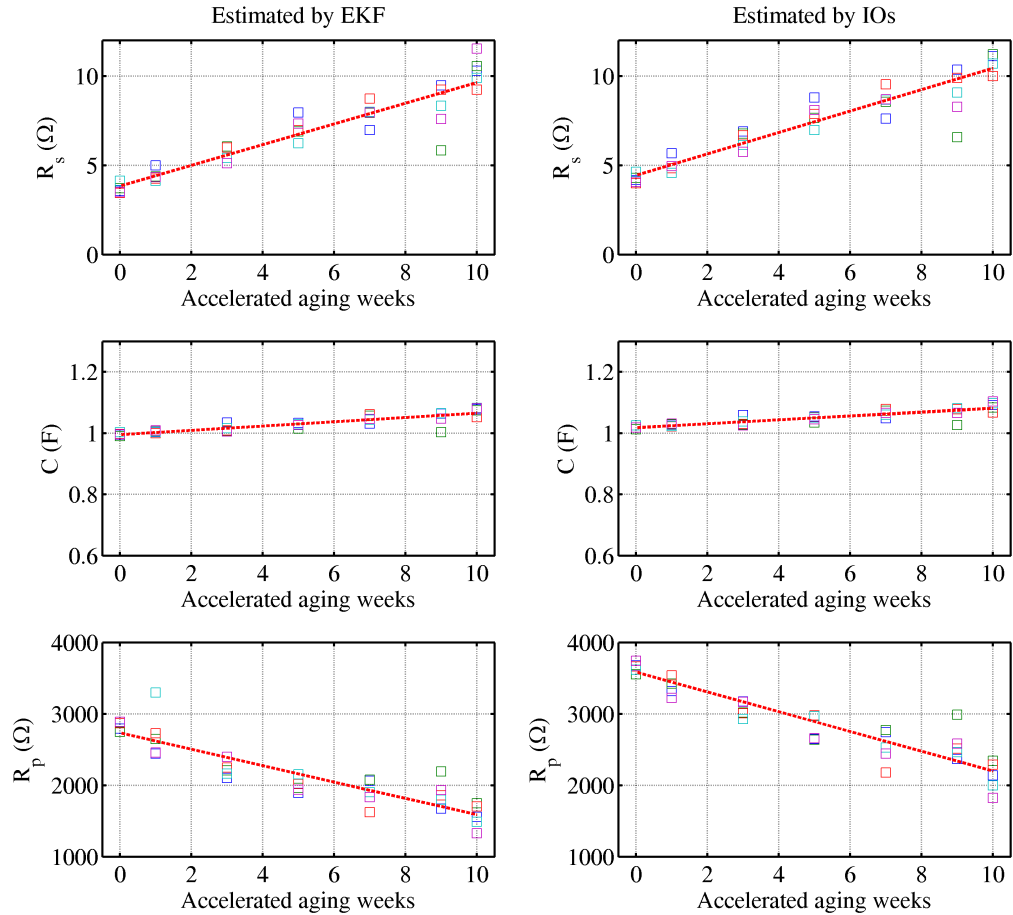 Estimated by EKF
Estimated by IOs
10
5
0
R_s (Ω)
0 2 4 6 8 10
Accelerated aging weeks
10
5
0
R_s (Ω)
0 2 4 6 8 10
Accelerated aging weeks
1.2
1
0.8
0.6
C (F)
0 2 4 6 8 10
Accelerated aging weeks
1.2
1
0.8
0.6
C (F)
0 2 4 6 8 10
Accelerated aging weeks
4000
3000
2000
1000
R_p (Ω)
0 2 4 6 8 10
Accelerated aging weeks
4000
3000
2000
1000
R_p (Ω)
0 2 4 6 8 10
Accelerated aging weeks